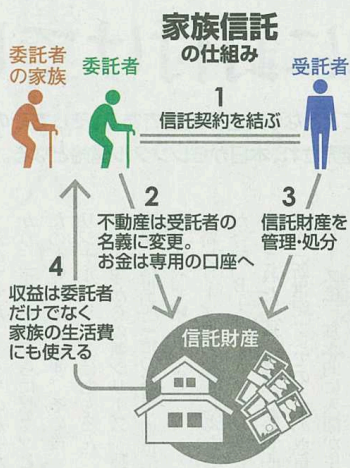 家族信託
の仕組み
委託者
の家族
委託者
受託者
1
信託契約を結ぶ
2
不動産は受託者の
名義に変更。
お金は専用の口座へ
3
信託財産を
管理・処分
4
収益は委託者
だけでなく
家族の生活費
にも使える
信託財産